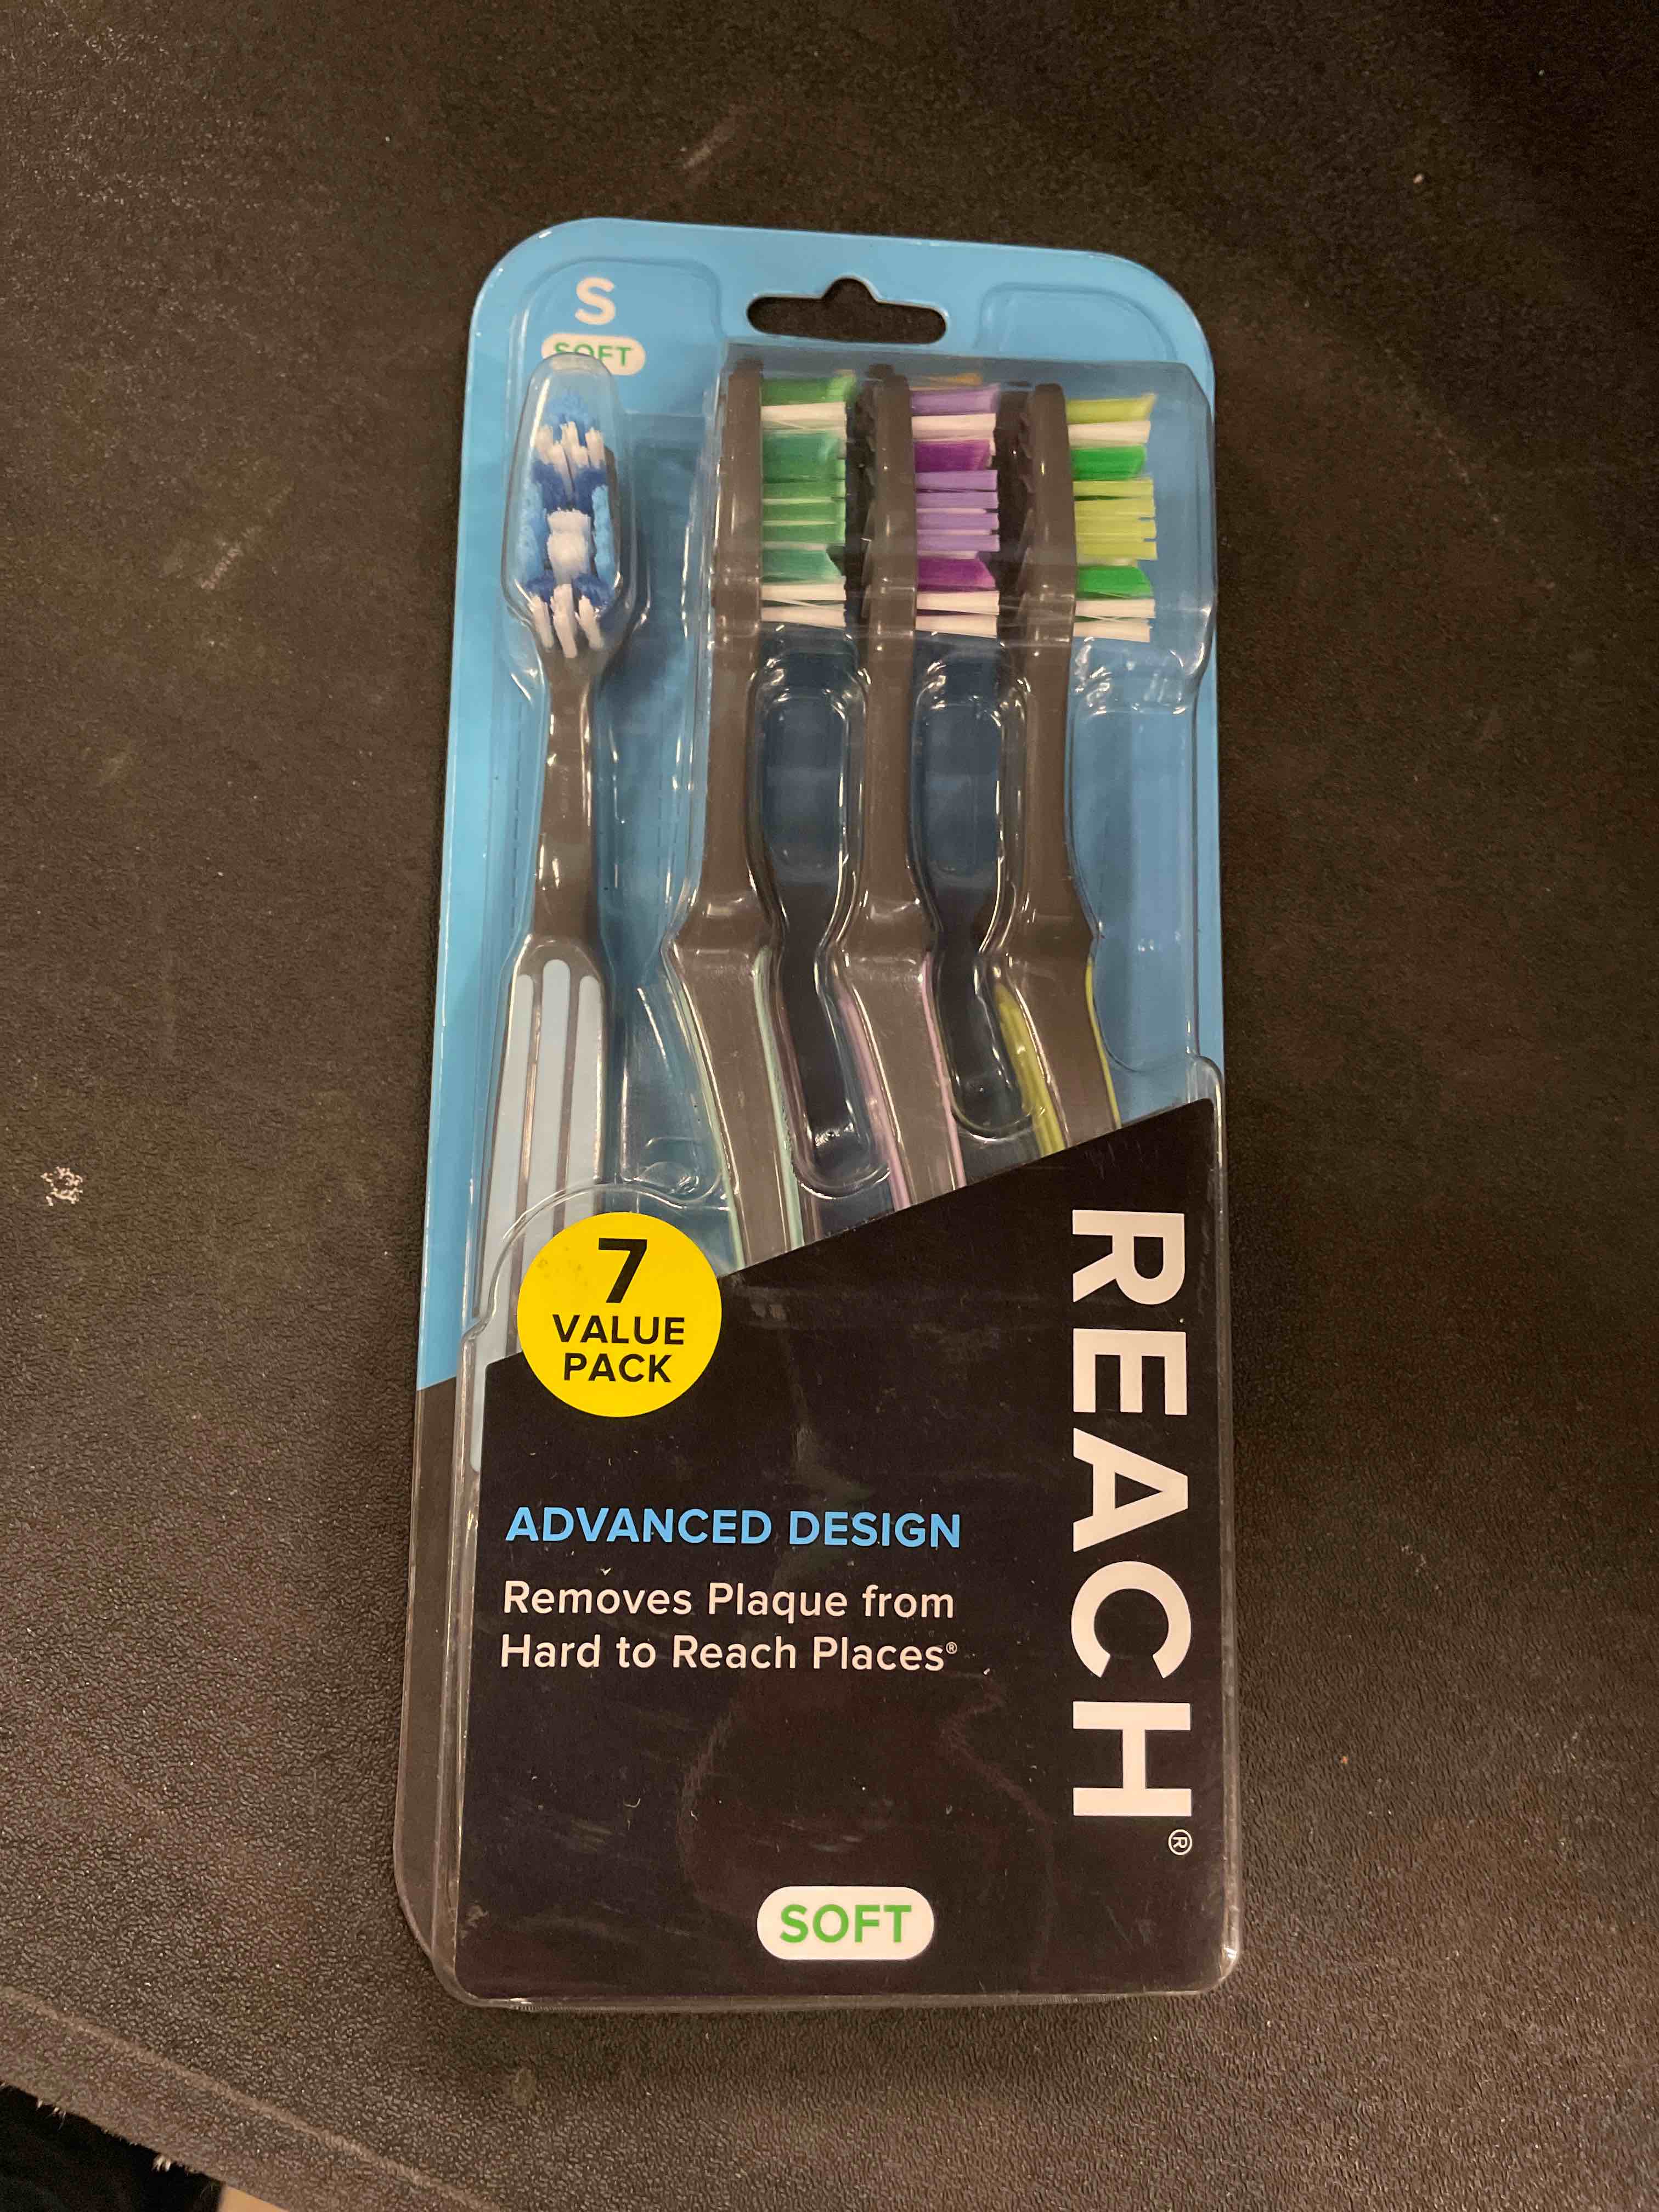 S
SOFT
7
VALUE
PACK
ADVANCED DESIGN
Removes Plaque from
Hard to Reach Places®
REACH®
SOFT